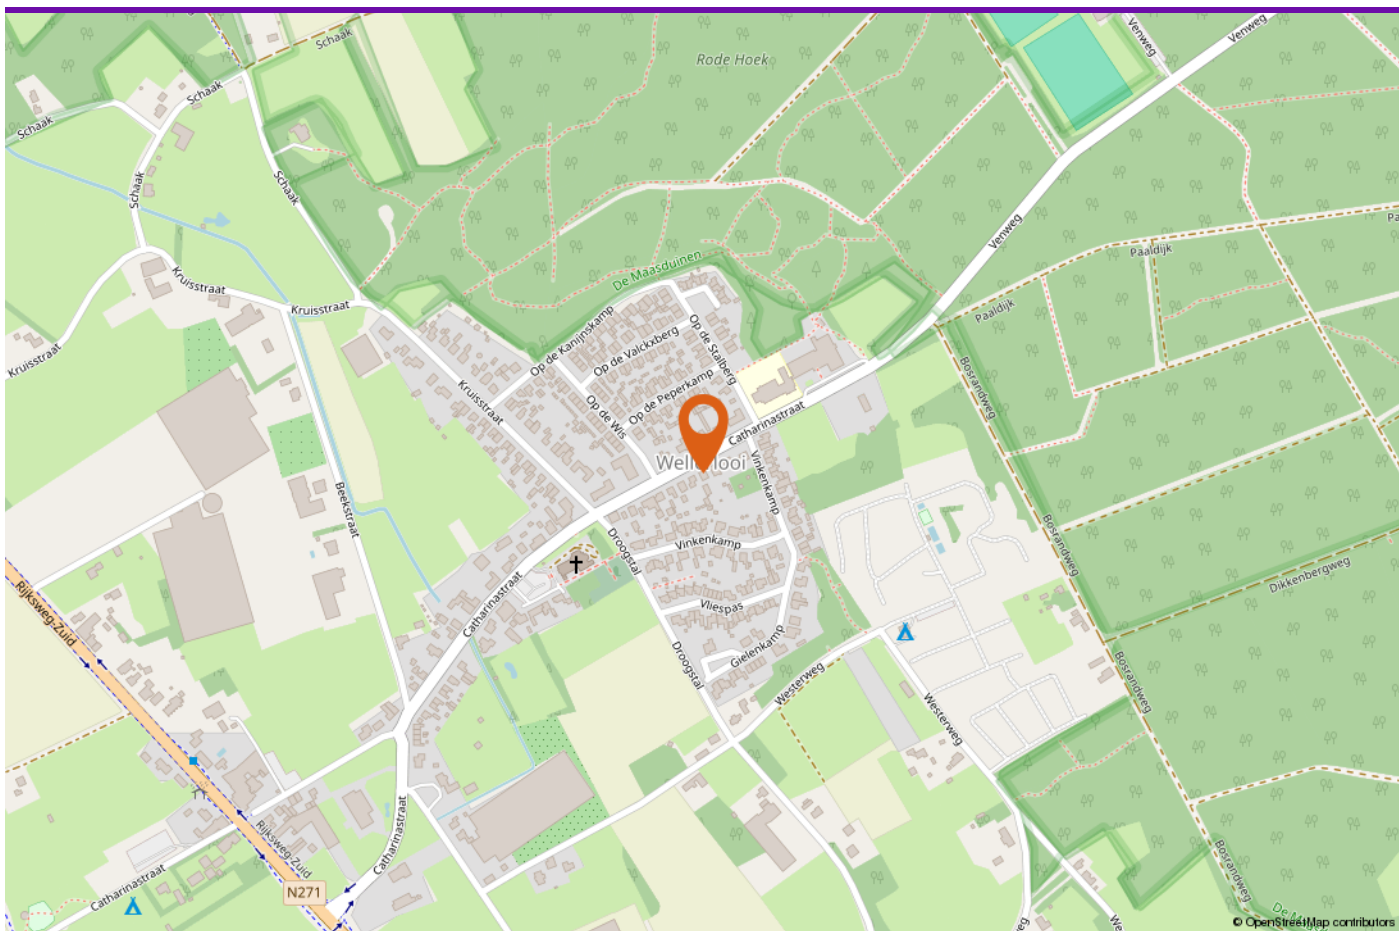 Schaak
Venweg
Venweg
Rode Hoek
Schaak
Schaak
Schaak
Schaak
Venweg
Paaldijk
De Maasduinen
Kruisstraat
Kruisstraat
Paaldijk
Op de Kanijnskamp
Op de Valckxberg
Op de Stalberg
Kruisstraat
Bosrandweg
Kruisstraat
Op de Peperkamp
Op de Wis
Catharinastraat
Vinkenkamp
Beekstraat
Droogstal
Vinkenkamp
Bosrandweg
Dikkenbergweg
Rijksweg-Zuid
Catharinastraat
Vliespas
Gielenkamp
Droogstal
Westerweg
Bosrandweg
Westerweg
Rijksweg-Zuid
Catharinastraat
Catharinastraat
N271
Bosrandweg
© OpenStreetMap contributors